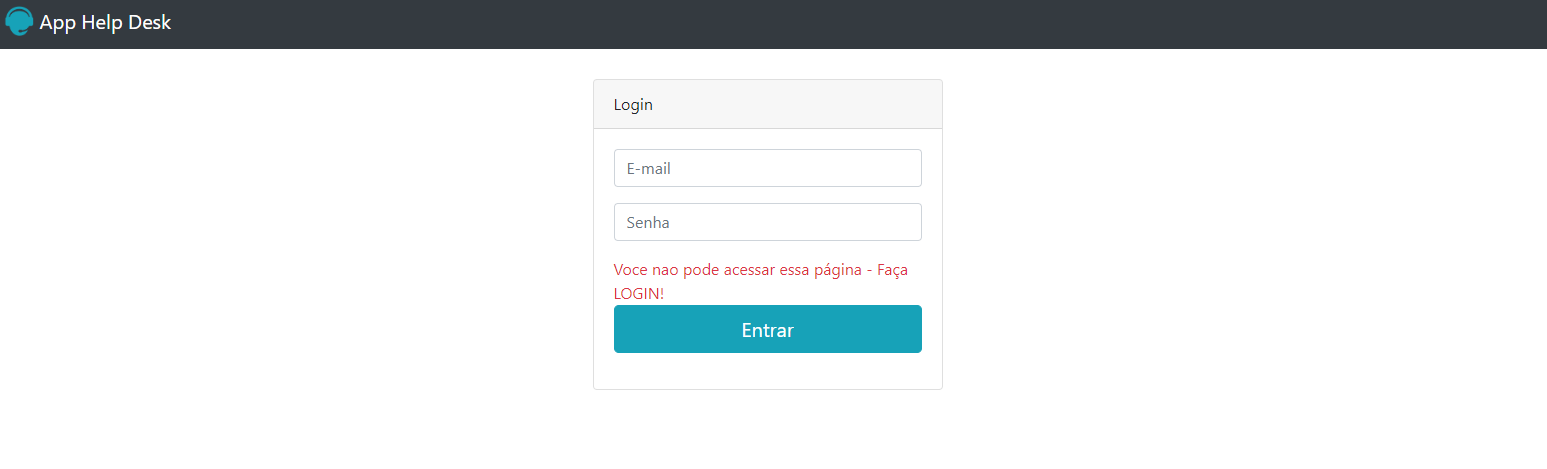 App Help Desk
Login
E-mail
Senha
Voce nao pode acessar essa página - Faça
LOGIN!
Entrar